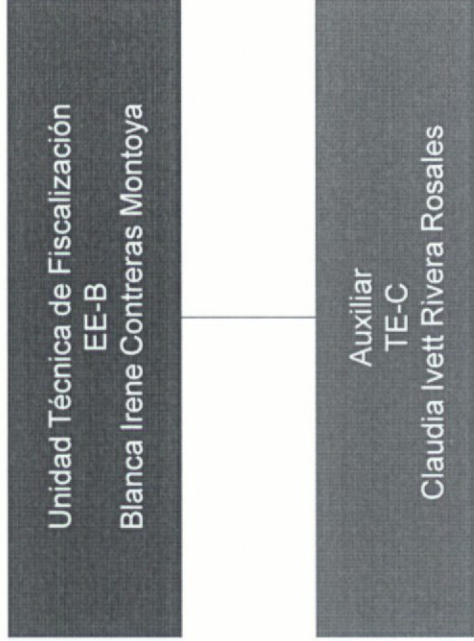 Unidad Técnica de Fiscalización
EE-B
Blanca Irene Contreras Montoya
Auxiliar
TE-C
Claudia Ivett Rivera Rosales